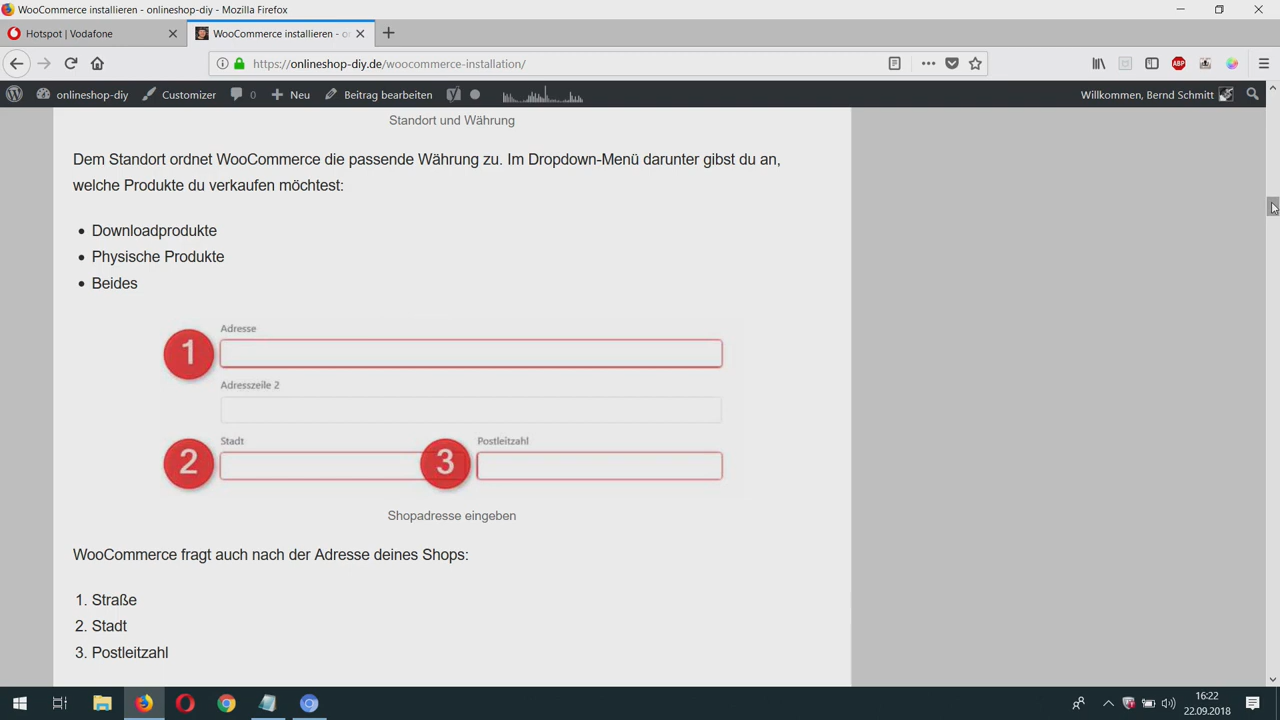 WooCommerce installieren - onlineshop-diy - Mozilla Firefox
Hotspot | Vodafone
WooCommerce installieren - on
https://onlineshop-diy.de/woocommerce-installation/
ABP
onlineshop-diy
Customizer
0
Neu
Beitrag bearbeiten
Willkommen, Bernd Schmitt
Standort und Währung
Dem Standort ordnet WooCommerce die passende Währung zu. Im Dropdown-Menü darunter gibst du an,
welche Produkte du verkaufen möchtest:
Downloadprodukte
Physische Produkte
Beides
Adresse
1
Adresszeile 2
Stadt
Postleitzahl
2
3
Shopadresse eingeben
WooCommerce fragt auch nach der Adresse deines Shops:
1. Straße
2. Stadt
3. Postleitzahl
16:22
22.09.2018